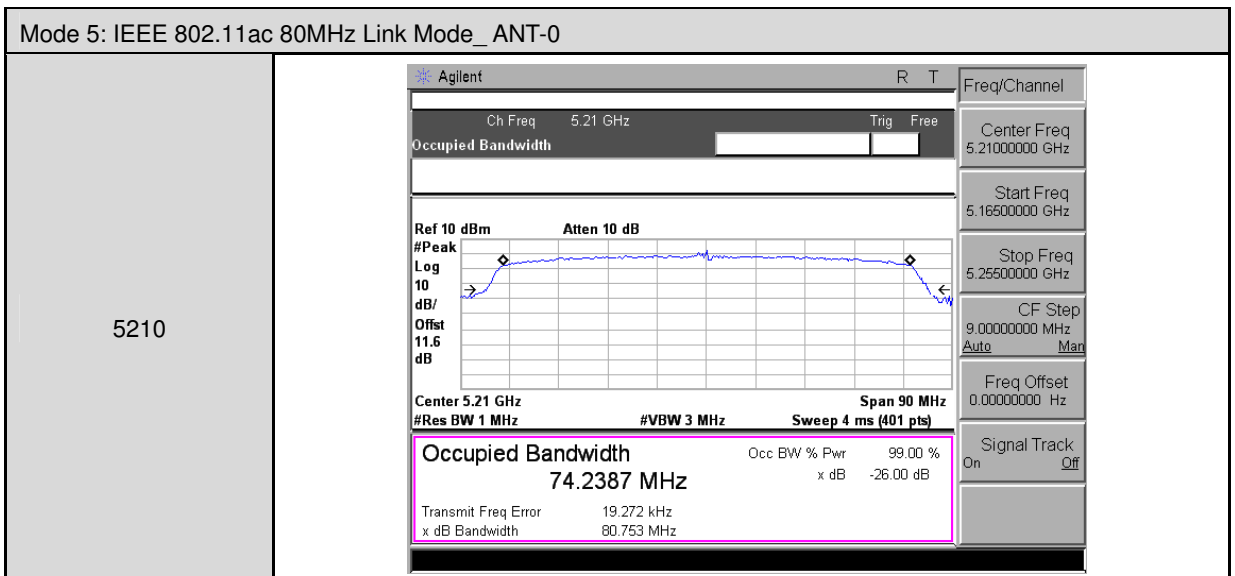 Mode 5: IEEE 802.11ac 80MHz Link Mode_ ANT-0
5210
Agilent R T
Ch Freq 5.21 GHz Trig Free
Occupied Bandwidth
Ref 10 dBm Atten 10 dB
#Peak
Log
10
dB/
Offst
11.6
dB
Center 5.21 GHz Span 90 MHz
#Res BW 1 MHz #VBW 3 MHz Sweep 4 ms (401 pts)
Occupied Bandwidth Occ BW % Pwr 99.00 %
74.2387 MHz x dB -26.00 dB
Transmit Freq Error 19.272 kHz
x dB Bandwidth 80.753 MHz
Freq/Channel
Center Freq
5.21000000 GHz
Start Freq
5.16500000 GHz
Stop Freq
5.25500000 GHz
CF Step
9.00000000 MHz
Auto Man
Freq Offset
0.00000000 Hz
Signal Track
On Off